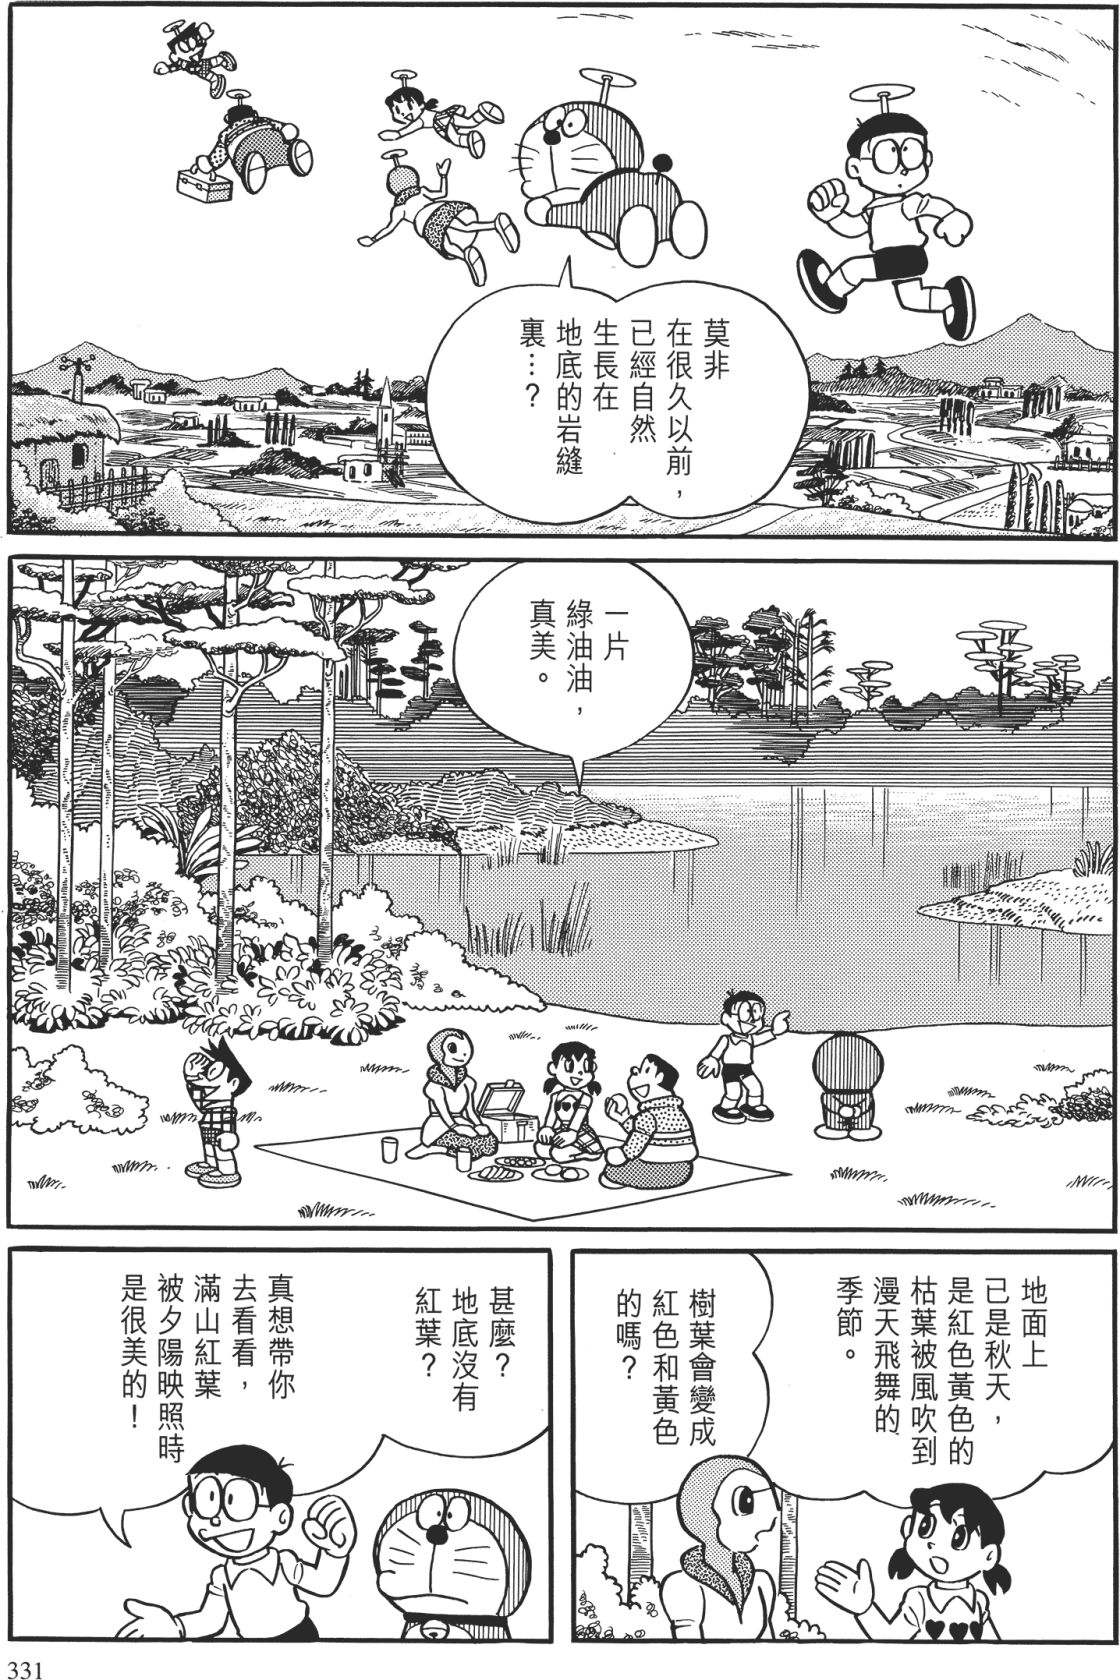 莫非
在很久以前，
已經自然
生長在
地底的岩縫
裏…？
一片
綠油油，
真美。
地面上
已是秋天，
是紅色黃色的
枯葉被風吹到
漫天飛舞的
季節。
樹葉會變成
紅色和黃色
的嗎？
甚麼？
地底沒有
紅葉？
真想帶你
去看看，
滿山紅葉
被夕陽映照時
是很美的！
331